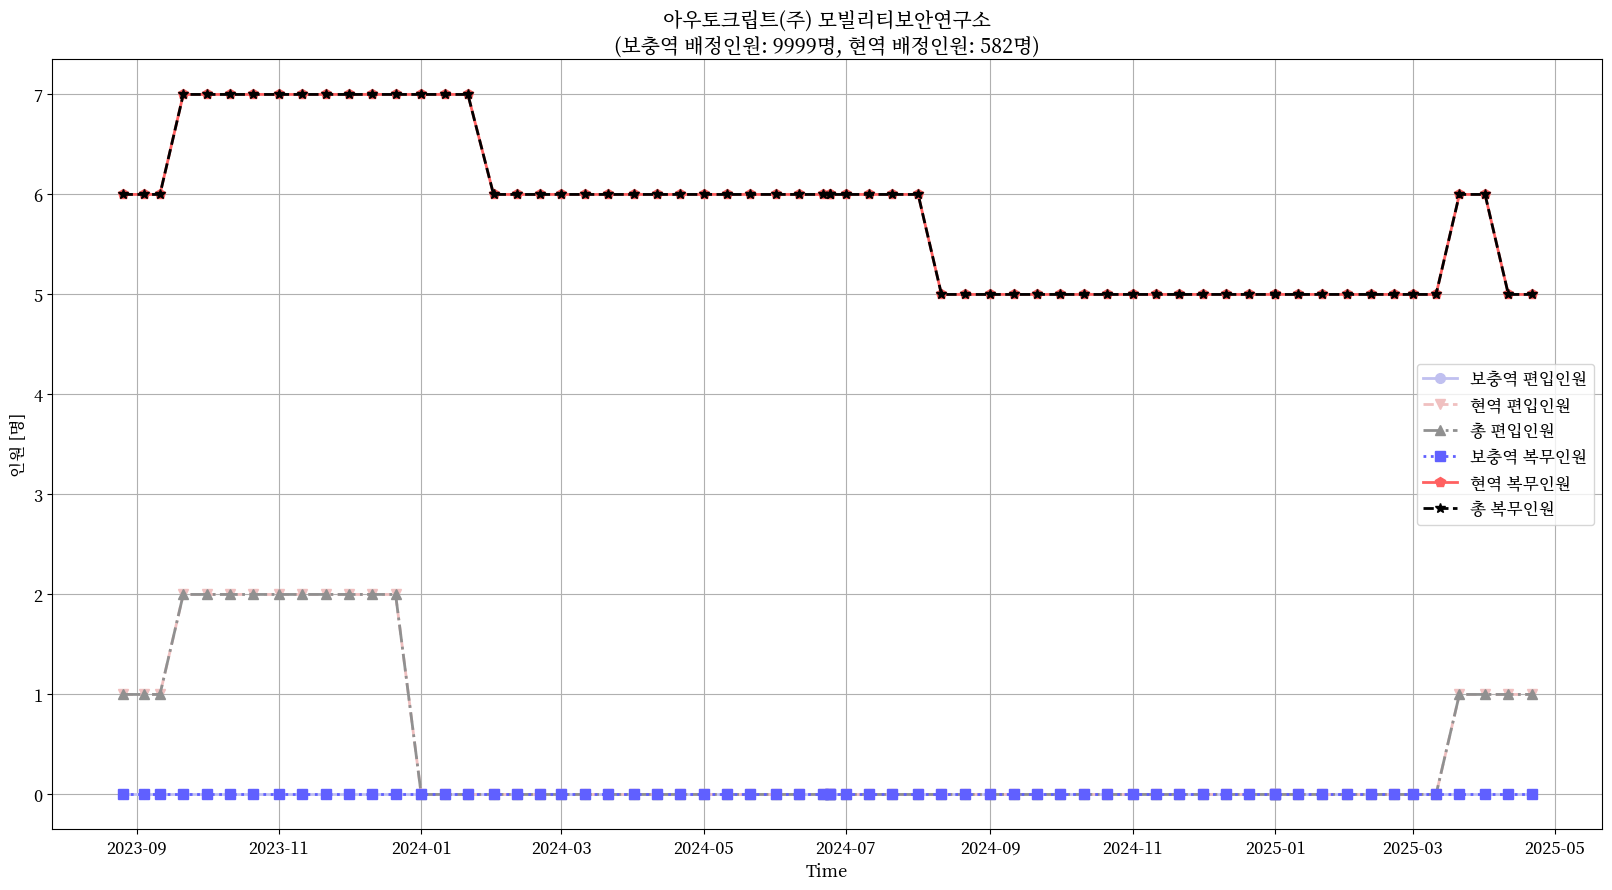 아우토크립트(주) 모빌리티보안연구소
(보충역 배정인원: 9999명, 현역 배정인원: 582명)
7
6
5
4
3
2
1
0
인원 [명]
보충역 편입인원
현역 편입인원
총 편입인원
보충역 복무인원
현역 복무인원
총 복무인원
2023-09
2023-11
2024-01
2024-03
2024-05
2024-07
2024-09
2024-11
2025-01
2025-03
2025-05
Time